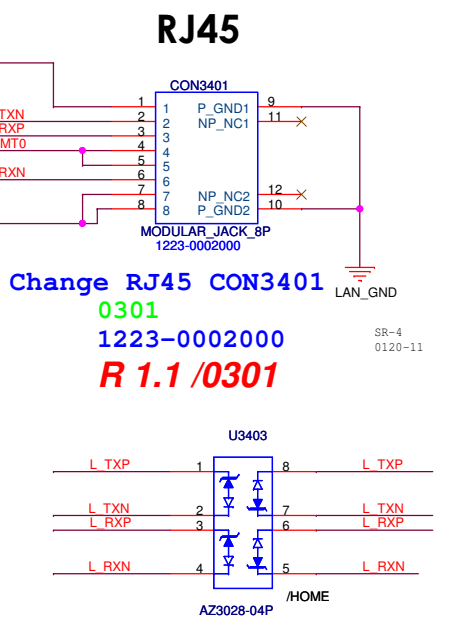 RJ45
CON3401
1 1 P_GND1 9
TXN 2 2 NP_NC1 11
RXP 3 3
MT0 4 4
5 5
RXN 6 6
7 7 NP_NC2 12
8 8 P_GND2 10
MODULAR_JACK_8P
1223-0002000
LAN_GND
Change RJ45 CON3401
0301
1223-0002000
R 1.1 /0301
SR-4
0120-11
U3403
L_TXP 1 8 L_TXP
L_TXN 2 7 L_TXN
L_RXP 3 6 L_RXP
L_RXN 4 5 L_RXN
/HOME
AZ3028-04P